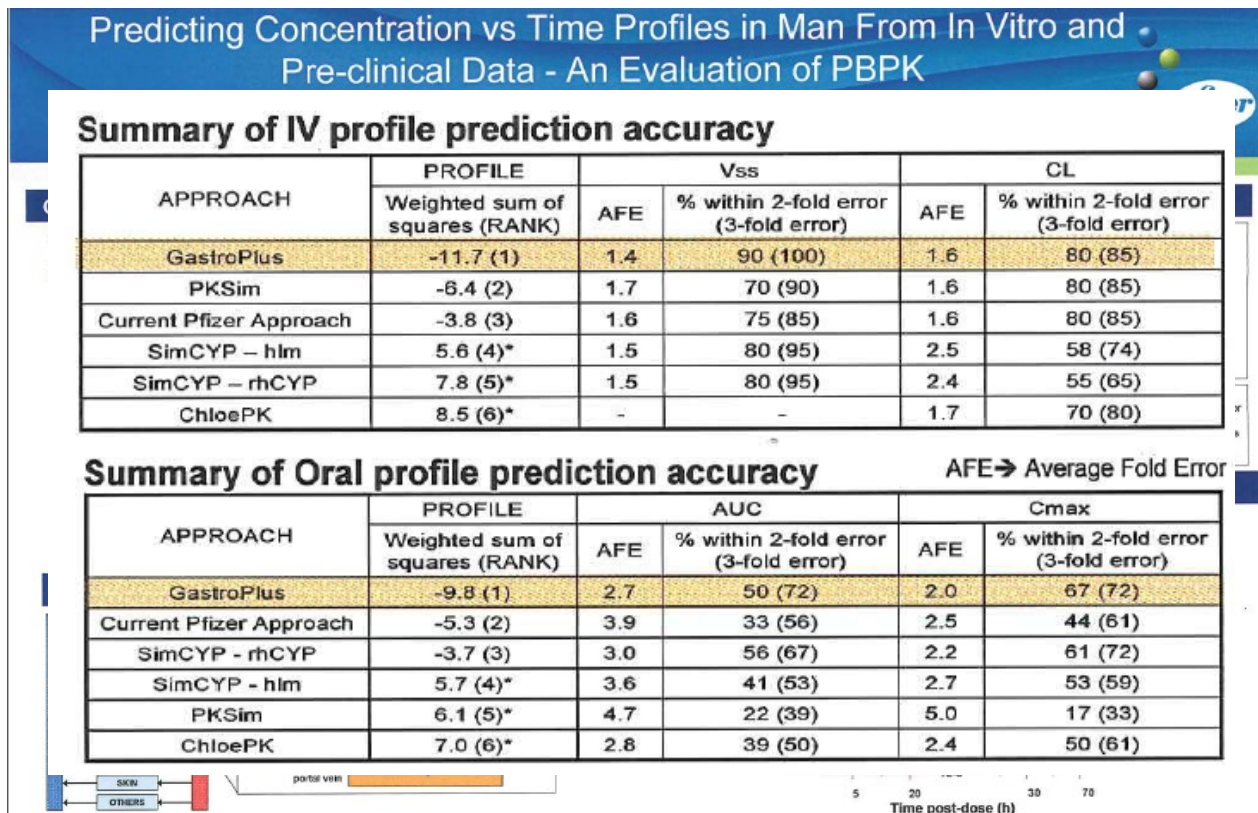 Predicting Concentration vs Time Profiles in Man From In Vitro and
Pre-clinical Data - An Evaluation of PBPK
Summary of IV profile prediction accuracy
APPROACH PROFILE Vss CL
Weighted sum of squares (RANK) AFE % within 2-fold error (3-fold error) AFE % within 2-fold error (3-fold error)
GastroPlus -11.7 (1) 1.4 90 (100) 1.6 80 (85)
PKSim -6.4 (2) 1.7 70 (90) 1.6 80 (85)
Current Pfizer Approach -3.8 (3) 1.6 75 (85) 1.6 80 (85)
SimCYP – hlm 5.6 (4)* 1.5 80 (95) 2.5 58 (74)
SimCYP – rhCYP 7.8 (5)* 1.5 80 (95) 2.4 55 (65)
ChloePK 8.5 (6)* - - 1.7 70 (80)
Summary of Oral profile prediction accuracy
AFE→ Average Fold Error
APPROACH PROFILE AUC Cmax
Weighted sum of squares (RANK) AFE % within 2-fold error (3-fold error) AFE % within 2-fold error (3-fold error)
GastroPlus -9.8 (1) 2.7 50 (72) 2.0 67 (72)
Current Pfizer Approach -5.3 (2) 3.9 33 (56) 2.5 44 (61)
SimCYP - rhCYP -3.7 (3) 3.0 56 (67) 2.2 61 (72)
SimCYP - hlm 5.7 (4)* 3.6 41 (53) 2.7 53 (59)
PKSim 6.1 (5)* 4.7 22 (39) 5.0 17 (33)
ChloePK 7.0 (6)* 2.8 39 (50) 2.4 50 (61)
SKIN
OTHERS
portal vein
5 20 30 70
Time post-dose (h)